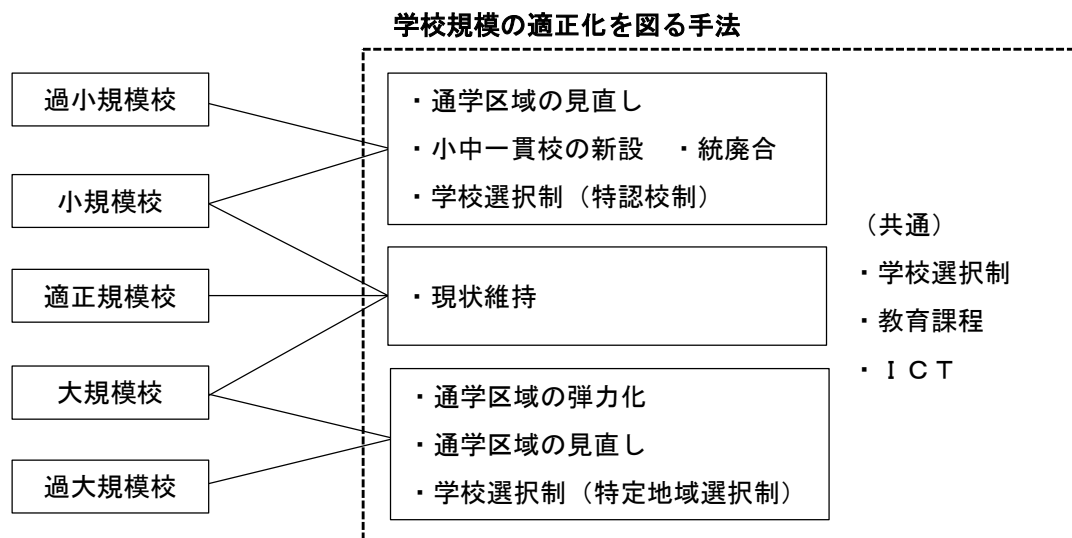 学校規模の適正化を図る手法
過小規模校
小規模校
適正規模校
大規模校
過大規模校
・通学区域の見直し
・小中一貫校の新設　・統廃合
・学校選択制（特認校制）
・現状維持
・通学区域の弾力化
・通学区域の見直し
・学校選択制（特定地域選択制）
（共通）
・学校選択制
・教育課程
・ＩＣＴ